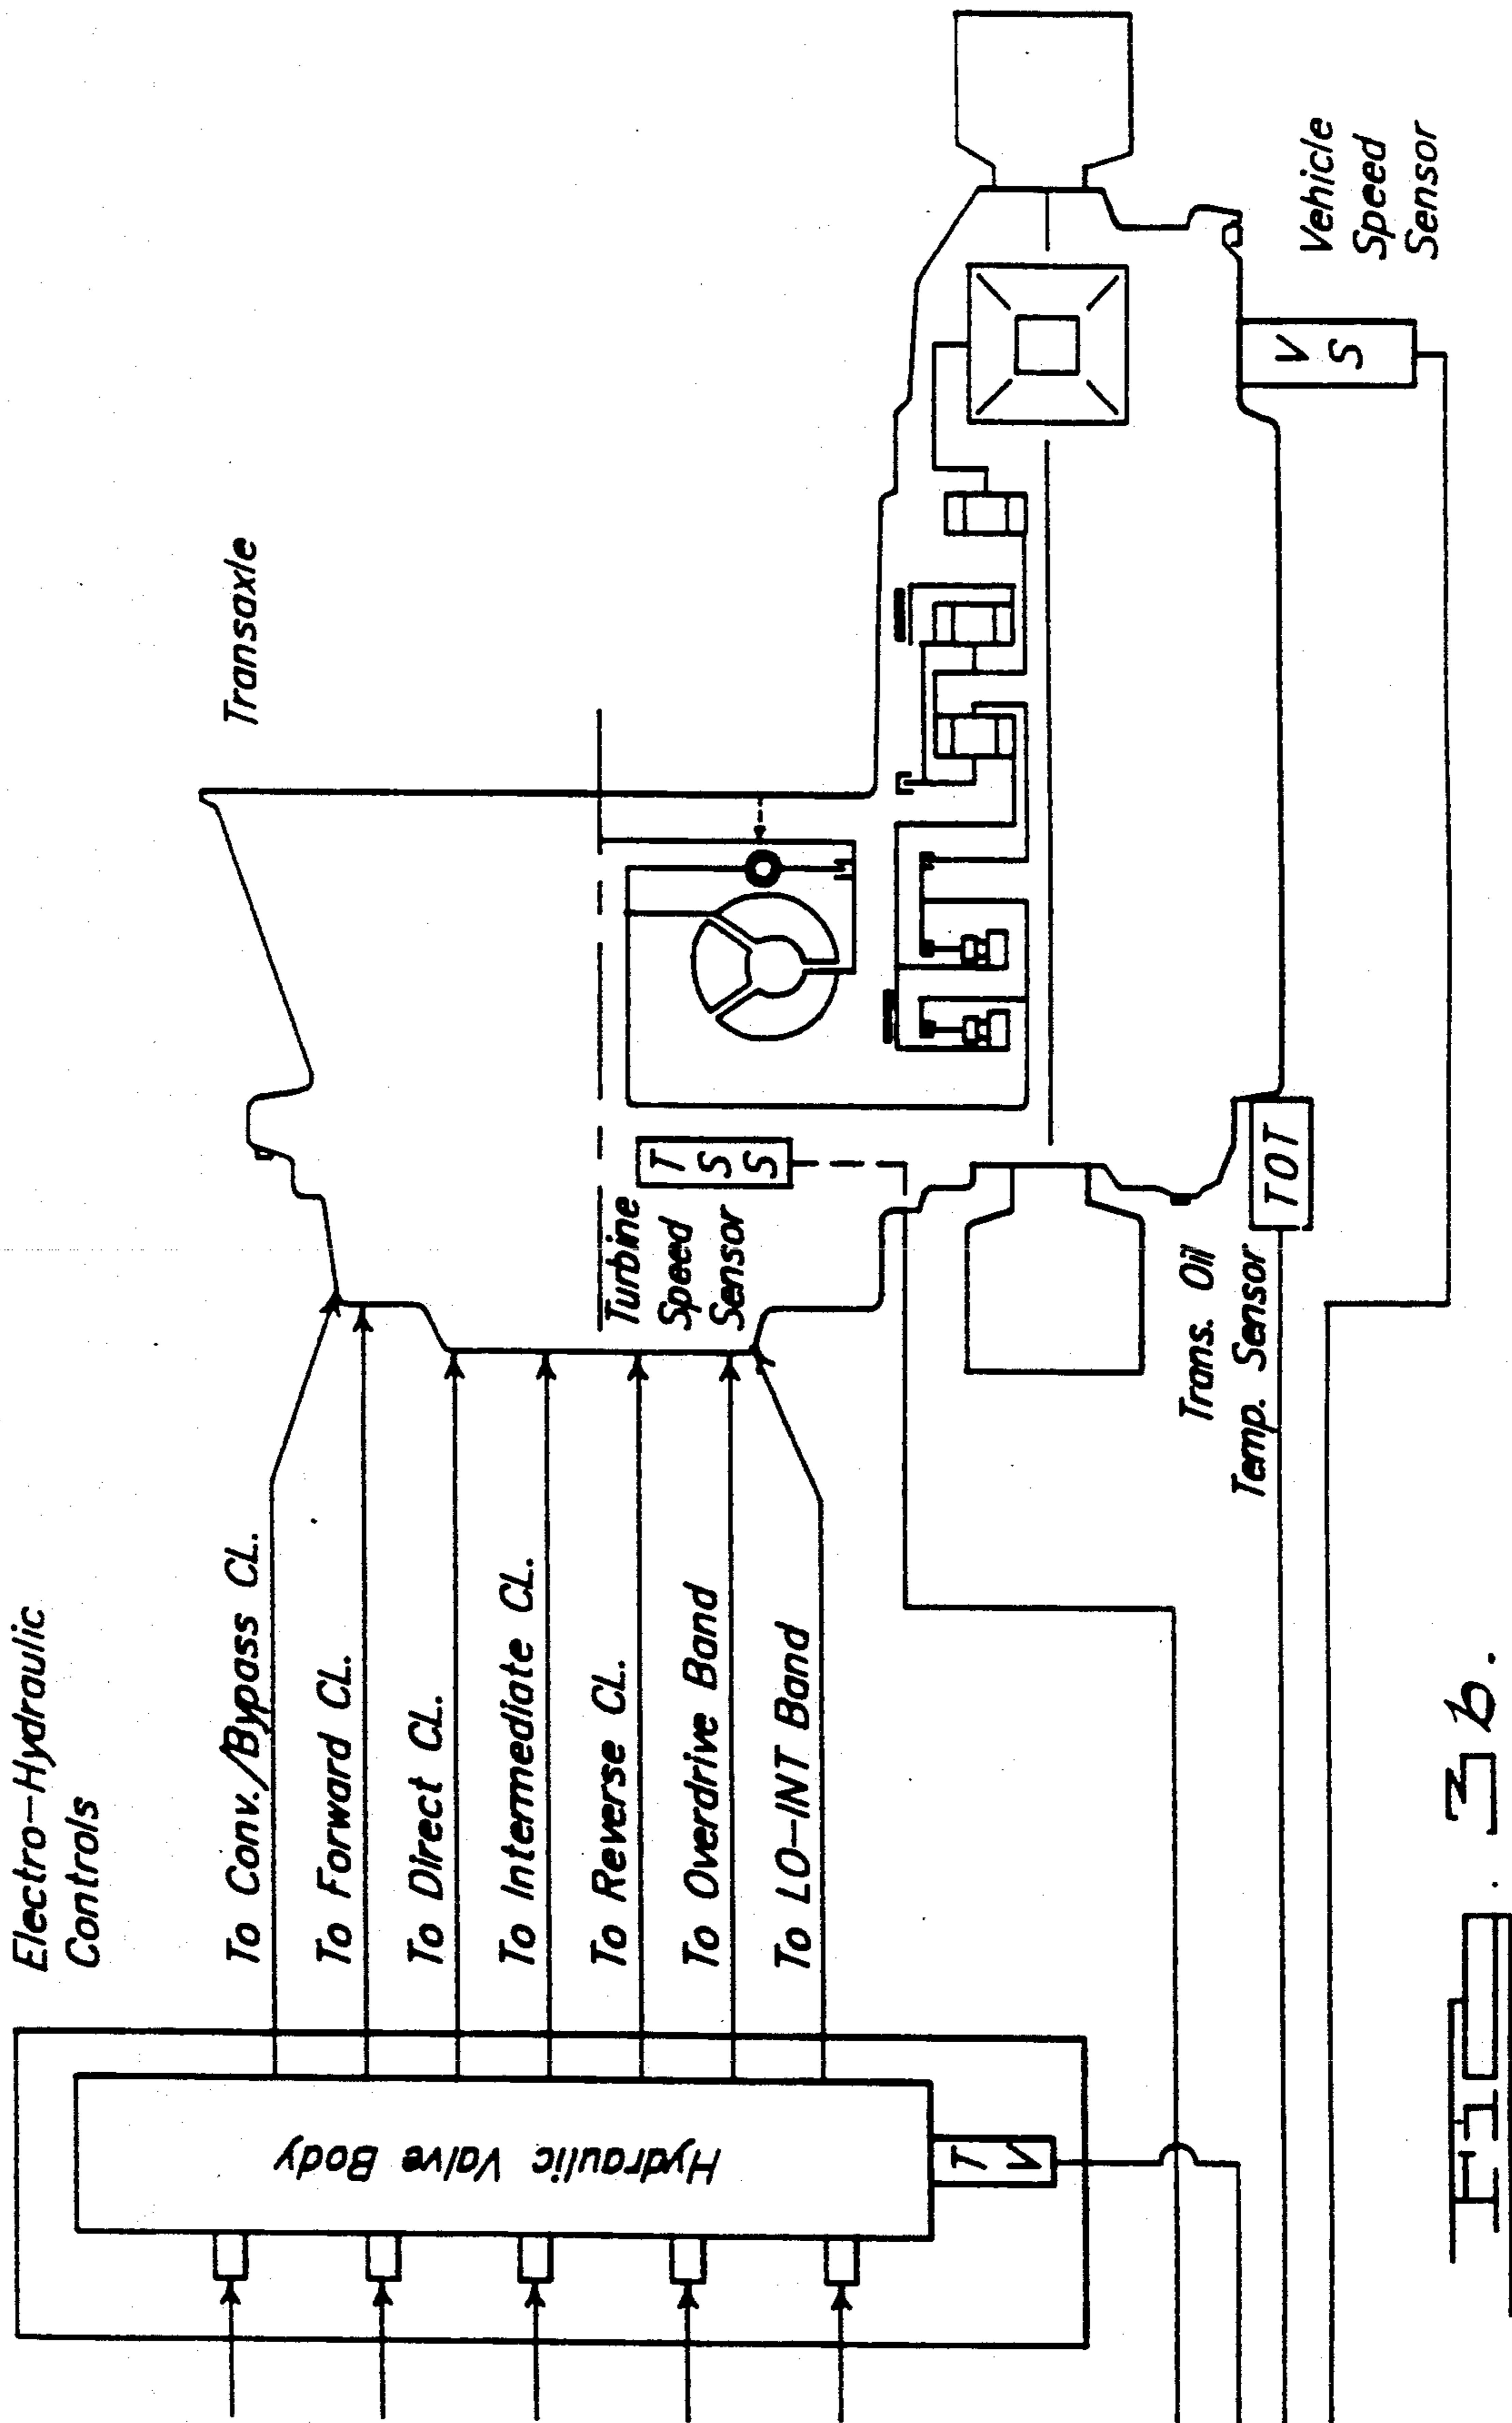 Electro-Hydraulic
Controls
Transaxle
To Conv./Bypass CL.
To Forward CL.
To Direct CL.
To Intermediate CL.
To Reverse CL.
To Overdrive Band
To LO-INT Band
Hydraulic Valve Body
T
V
Turbine
Speed
Sensor
T
S
S
Trans. Oil
Temp. Sensor
TOT
V
S
Vehicle
Speed
Sensor
FIG. 3b.